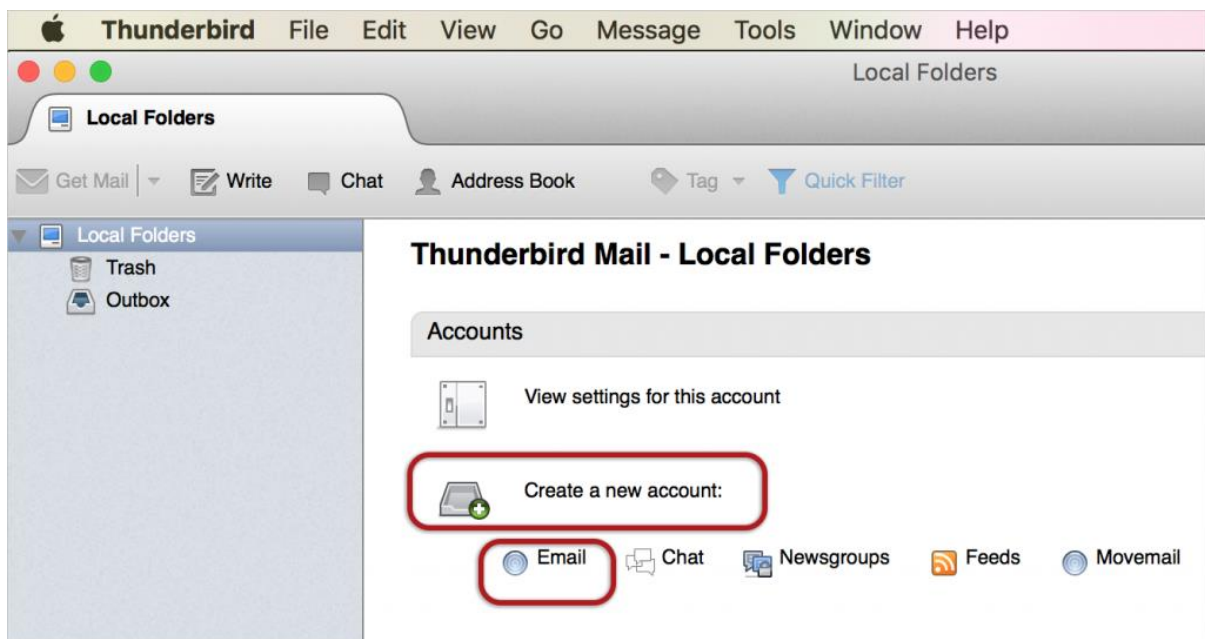 Thunderbird File Edit View Go Message Tools Window Help
Local Folders
Local Folders
Get Mail Write Chat Address Book Tag Quick Filter
Local Folders
Trash
Outbox
Thunderbird Mail - Local Folders
Accounts
View settings for this account
Create a new account:
Email Chat Newsgroups Feeds Movemail